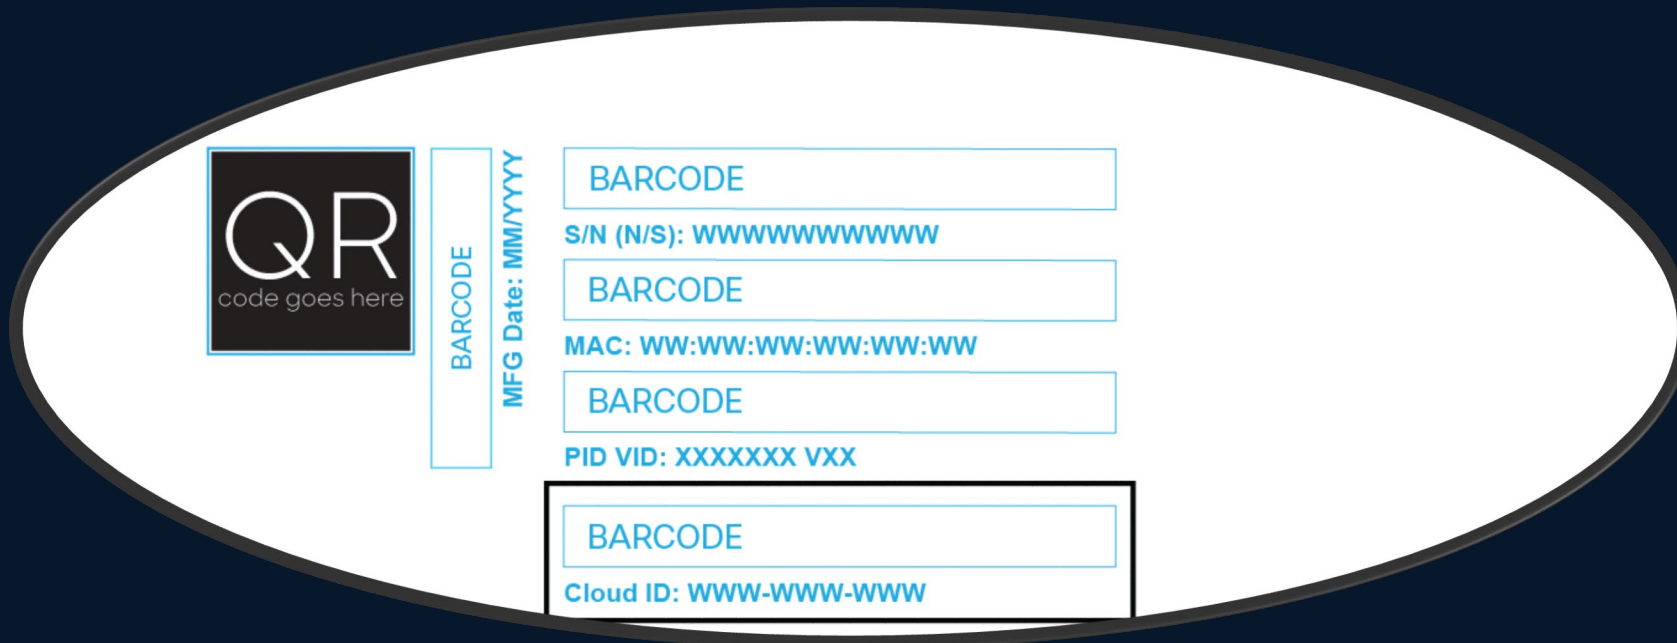 QR
code goes here
BARCODE
MFG Date: MM/YYYY
BARCODE
S/N (N/S): WWWWWWWWWW
BARCODE
MAC: WW:WW:WW:WW:WW:WW
BARCODE
PID VID: XXXXXXX VXX
BARCODE
Cloud ID: WWW-WWW-WWW